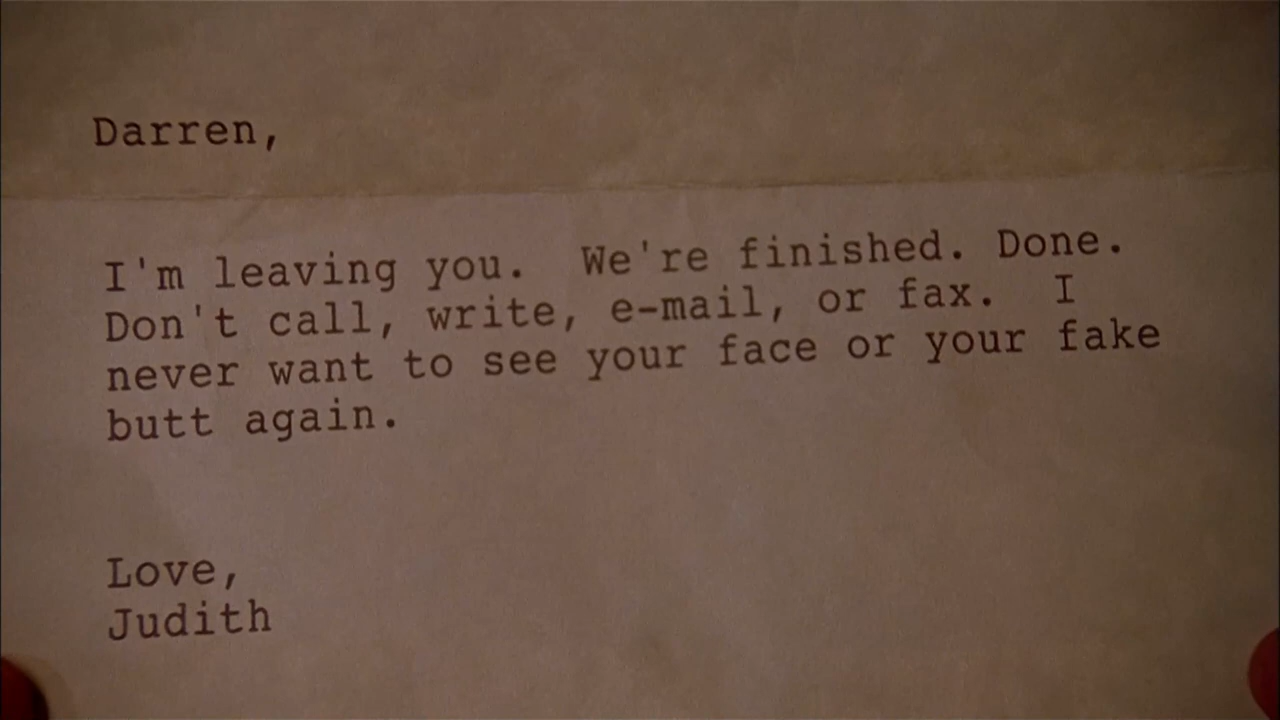 Darren,
I'm leaving you. We're finished. Done.
Don't call, write, e-mail, or fax. I
never want to see your face or your fake
butt again.
Love,
Judith